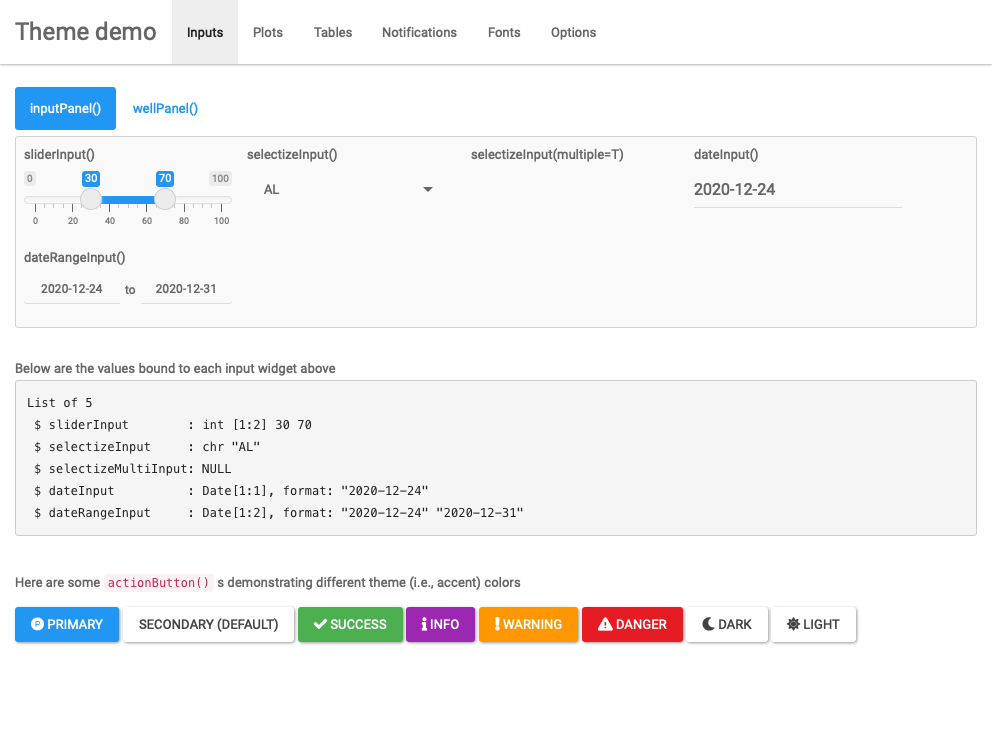 Theme demo Inputs Plots Tables Notifications Fonts Options
inputPanel() wellPanel()
sliderInput() selectizeInput() selectizeInput(multiple=T) dateInput()
0 30 70 100
AL
2020-12-24
0 20 40 60 80 100
dateRangeInput()
2020-12-24 to 2020-12-31
Below are the values bound to each input widget above
List of 5
$ sliderInput : int [1:2] 30 70
$ selectizeInput : chr "AL"
$ selectizeMultiInput: NULL
$ dateInput : Date[1:1], format: "2020-12-24"
$ dateRangeInput : Date[1:2], format: "2020-12-24" "2020-12-31"
Here are some actionButton() s demonstrating different theme (i.e., accent) colors
PRIMARY SECONDARY (DEFAULT) SUCCESS INFO WARNING DANGER DARK LIGHT